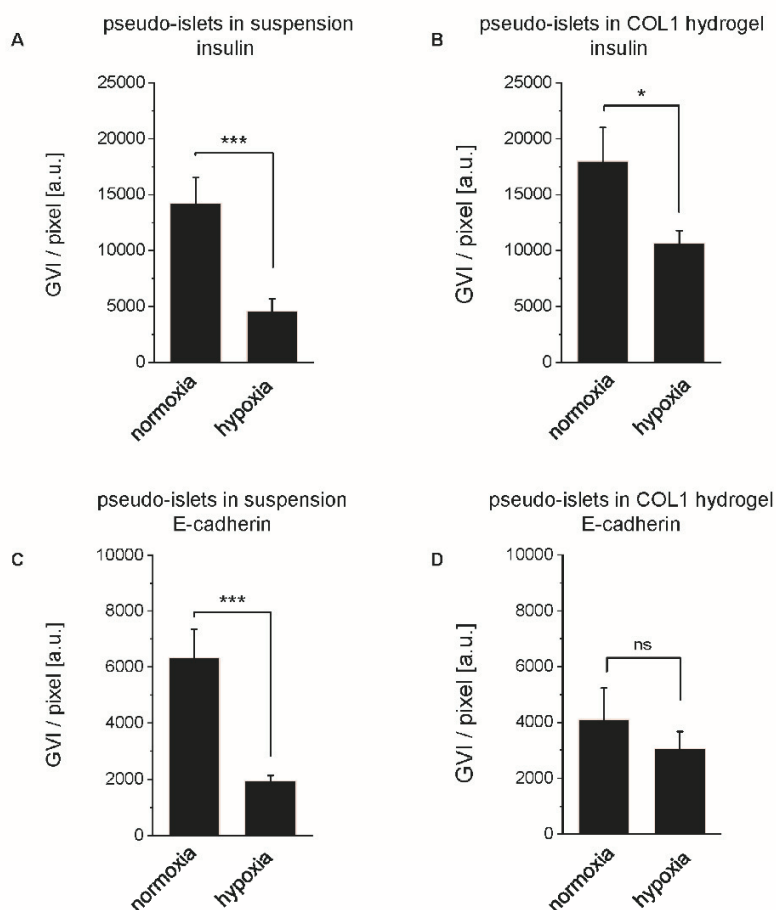 A
pseudo-islets in suspension
insulin
GVI / pixel [a.u.]
25000
20000
15000
10000
5000
0
***
normoxia
hypoxia
B
pseudo-islets in COL1 hydrogel
insulin
GVI / pixel [a.u.]
25000
20000
15000
10000
5000
0
*
normoxia
hypoxia
C
pseudo-islets in suspension
E-cadherin
GVI / pixel [a.u.]
10000
8000
6000
4000
2000
0
***
normoxia
hypoxia
D
pseudo-islets in COL1 hydrogel
E-cadherin
GVI / pixel [a.u.]
10000
8000
6000
4000
2000
0
ns
normoxia
hypoxia